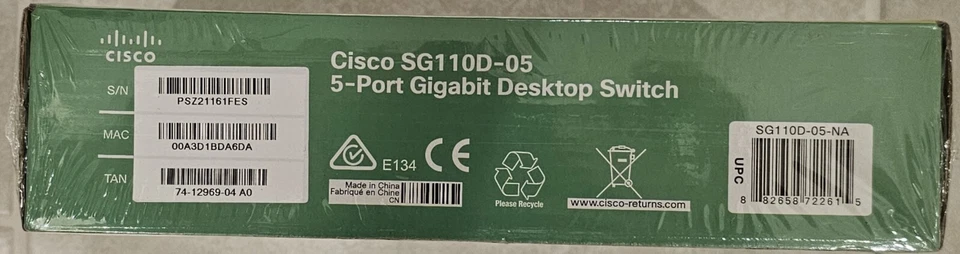 CISCO
S/N
PSZ21161FES
MAC
00A3D1BDA6DA
TAN
74-12969-04 A0
Cisco SG110D-05
5-Port Gigabit Desktop Switch
E134 CE
Made in China
Fabriqué en Chine
CN
Please Recycle
www.cisco-returns.com
SG110D-05-NA
UPC
8 82658 72261 5